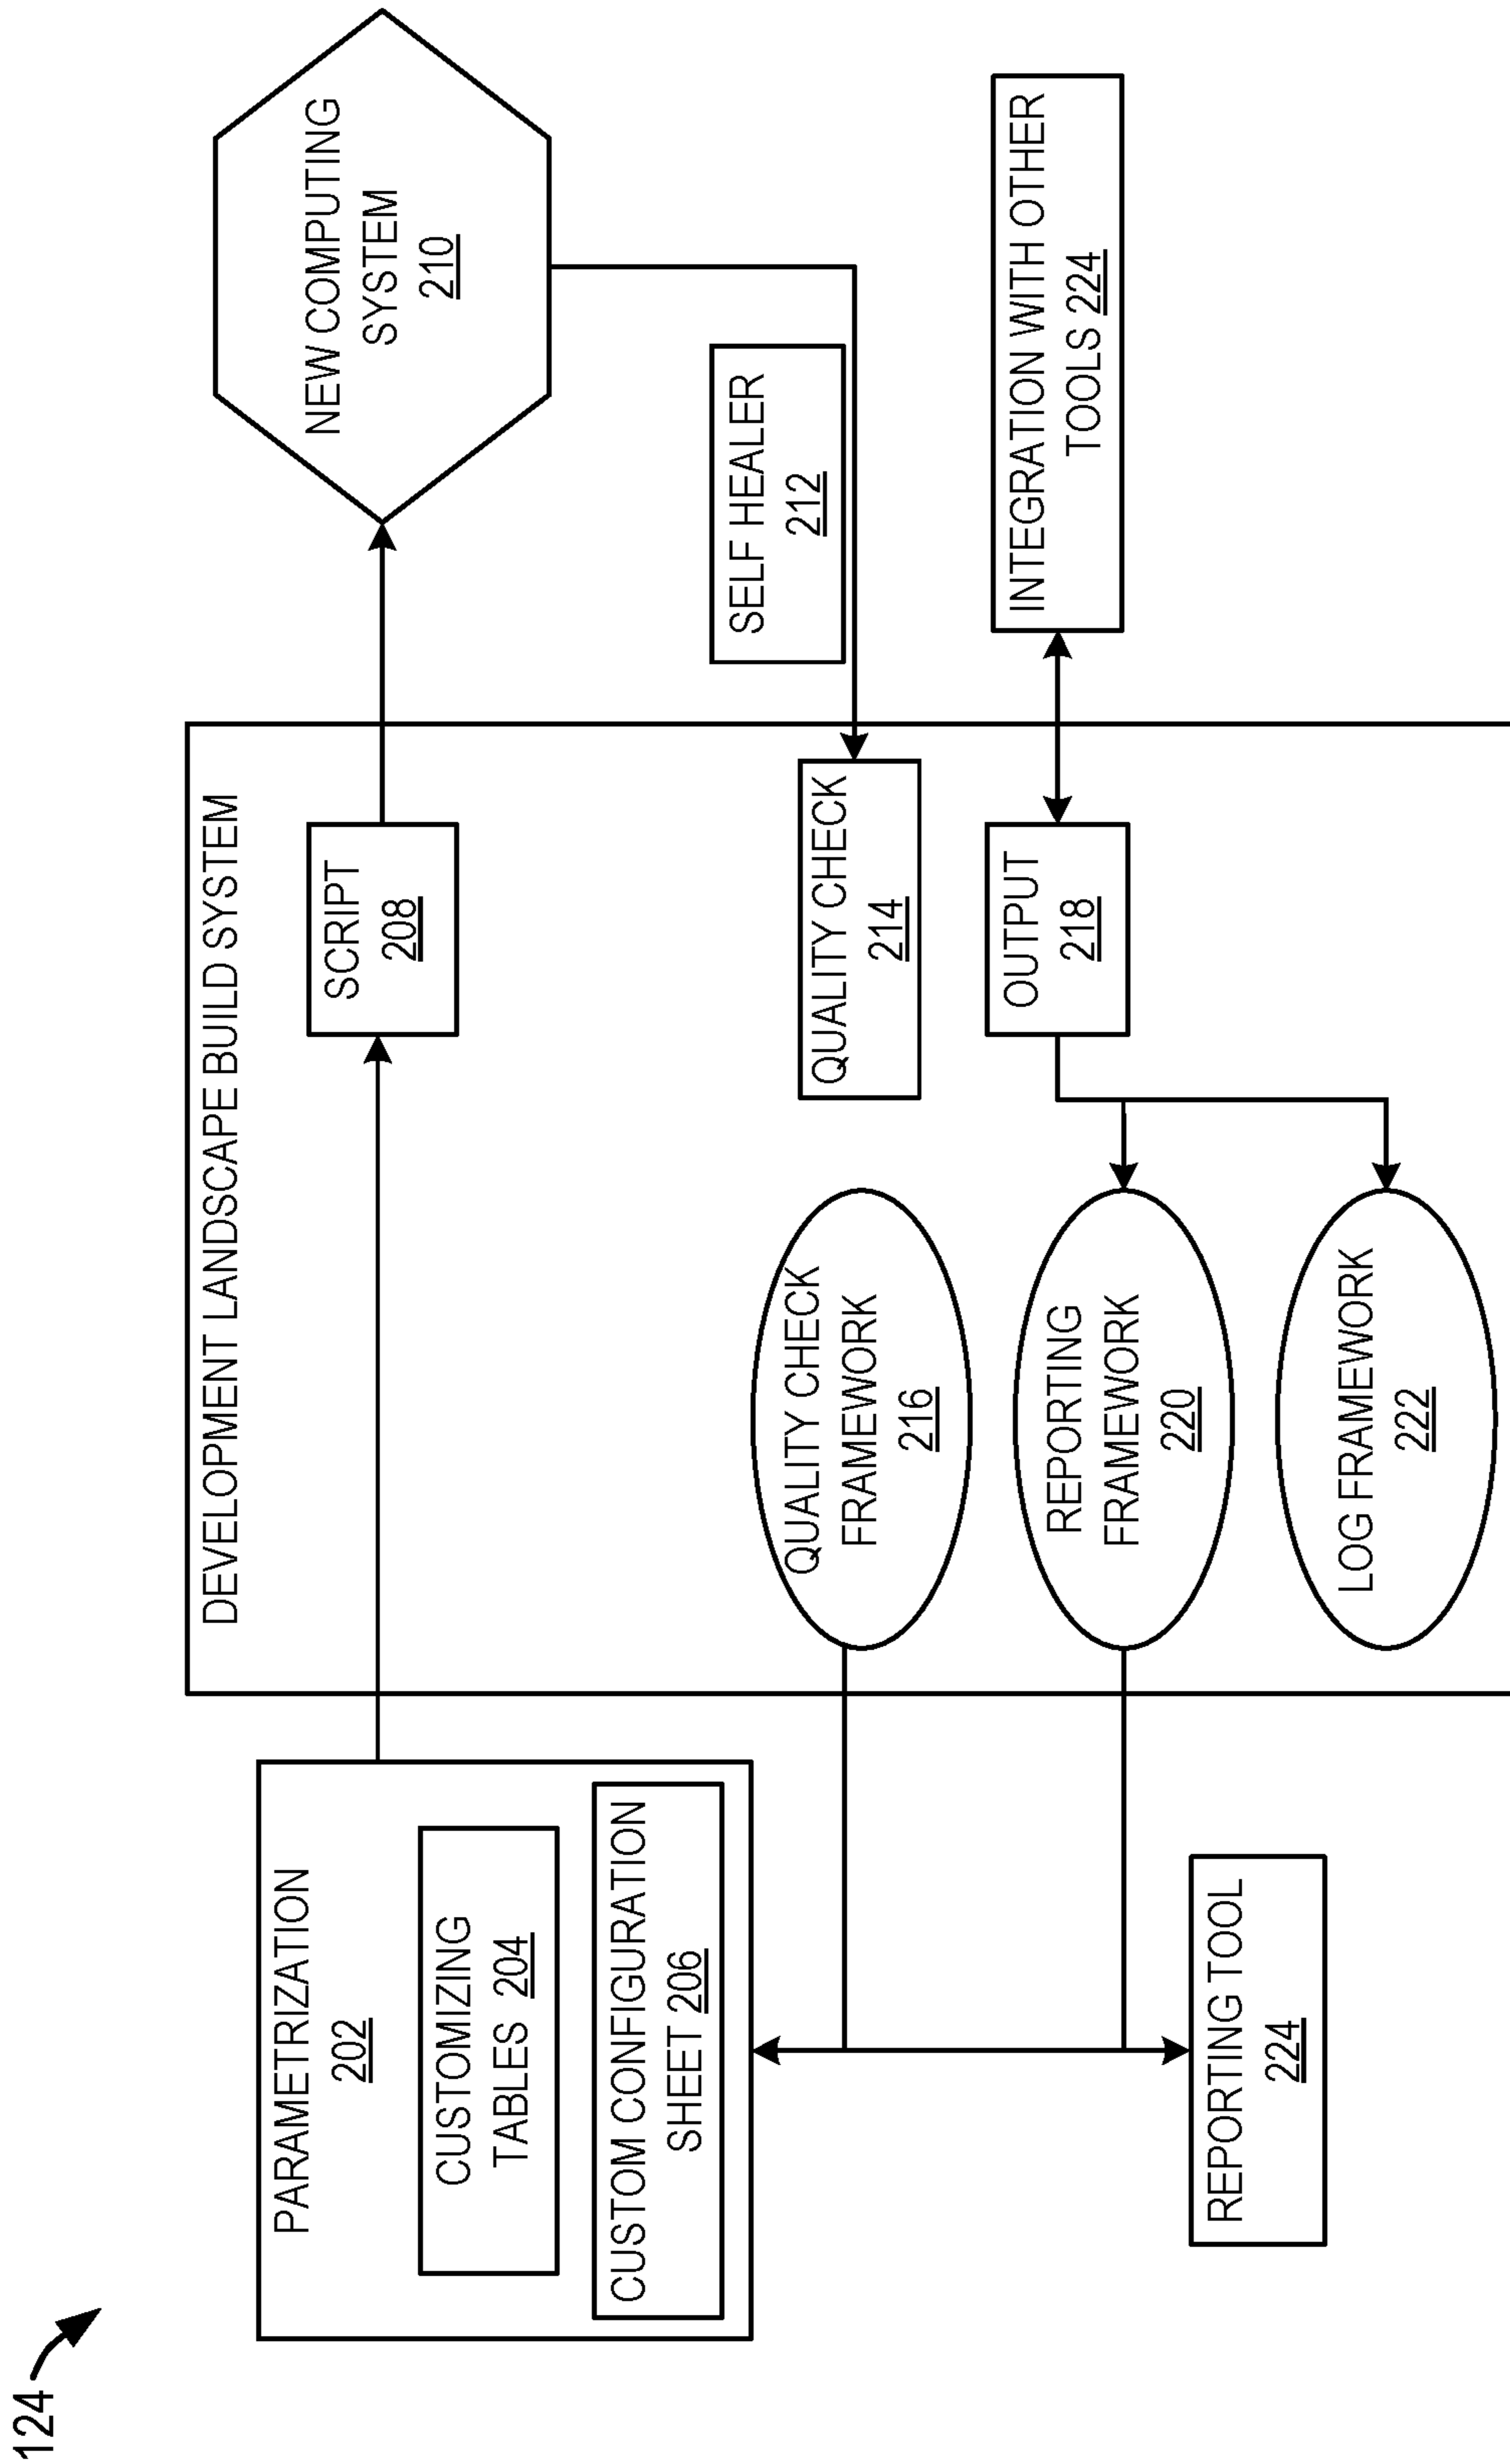 124
PARAMETRIZATION
202
CUSTOMIZING
TABLES 204
CUSTOM CONFIGURATION
SHEET 206
REPORTING TOOL
224
DEVELOPMENT LANDSCAPE BUILD SYSTEM
SCRIPT
208
QUALITY CHECK
214
QUALITY CHECK
FRAMEWORK
216
OUTPUT
218
REPORTING
FRAMEWORK
220
LOG FRAMEWORK
222
NEW COMPUTING
SYSTEM
210
SELF HEALER
212
INTEGRATION WITH OTHER
TOOLS 224